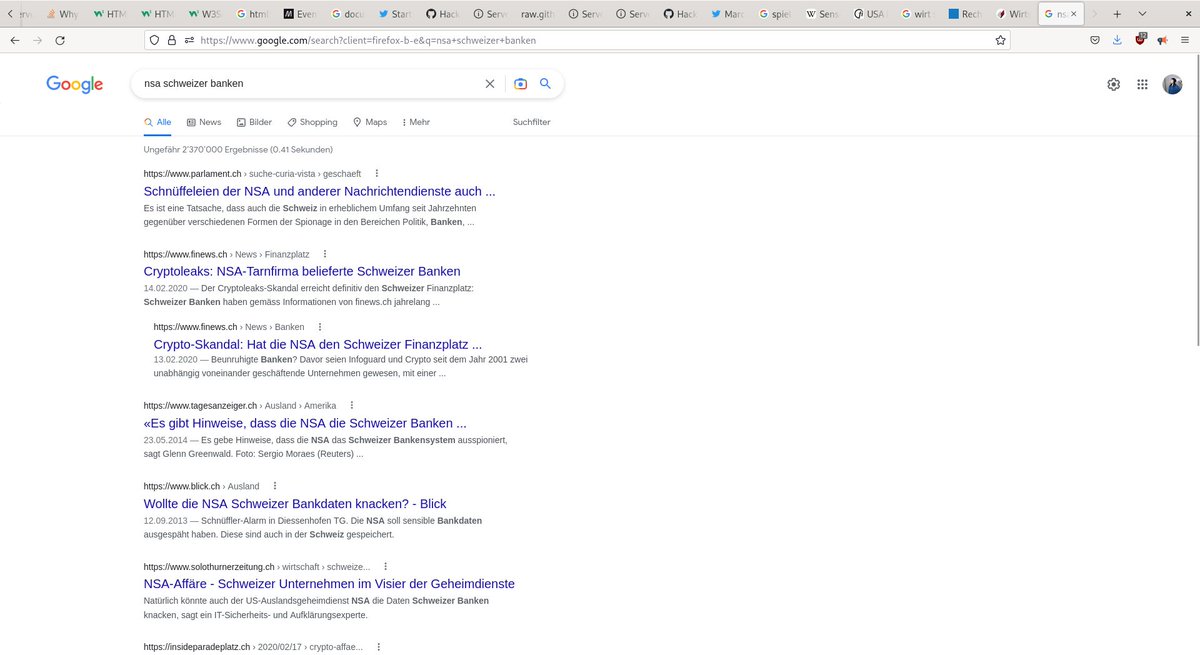 erve
Why
HTM
HTM
W3S
html
Even
docu
Start
Hack
Serve
raw.gith
Serve
Serve
Hack
Marc
spiel
Sens
USA
wirt
Rech
Wirts
ns
https://www.google.com/search?client=firefox-b-e&q=nsa+schweizer+banken
Google
nsa schweizer banken
Alle News Bilder Shopping Maps Mehr Suchfilter
Ungefähr 2'370'000 Ergebnisse (0.41 Sekunden)
https://www.parlament.ch › suche-curia-vista › geschaeft
Schnüffeleien der NSA und anderer Nachrichtendienste auch ...
Es ist eine Tatsache, dass auch die Schweiz in erheblichem Umfang seit Jahrzehnten
gegenüber verschiedenen Formen der Spionage in den Bereichen Politik, Banken, ...
https://www.finews.ch › News › Finanzplatz
Cryptoleaks: NSA-Tarnfirma belieferte Schweizer Banken
14.02.2020 — Der Cryptoleaks-Skandal erreicht definitiv den Schweizer Finanzplatz:
Schweizer Banken haben gemäss Informationen von finews.ch jahrelang ...
https://www.finews.ch › News › Banken
Crypto-Skandal: Hat die NSA den Schweizer Finanzplatz ...
13.02.2020 — Beunruhigte Banken? Davor seien Infoguard und Crypto seit dem Jahr 2001 zwei
unabhängig voneinander geschäftende Unternehmen gewesen, mit einer ...
https://www.tagesanzeiger.ch › Ausland › Amerika
«Es gibt Hinweise, dass die NSA die Schweizer Banken ...
23.05.2014 — Es gebe Hinweise, dass die NSA das Schweizer Bankensystem ausspioniert,
sagt Glenn Greenwald. Foto: Sergio Moraes (Reuters) ...
https://www.blick.ch › Ausland
Wollte die NSA Schweizer Bankdaten knacken? - Blick
12.09.2013 — Schnüffler-Alarm in Diessenhofen TG. Die NSA soll sensible Bankdaten
ausgespäht haben. Diese sind auch in der Schweiz gespeichert.
https://www.solothurnerzeitung.ch › wirtschaft › schweize...
NSA-Affäre - Schweizer Unternehmen im Visier der Geheimdienste
Natürlich könnte auch der US-Auslandsgeheimdienst NSA die Daten Schweizer Banken
knacken, sagt ein IT-Sicherheits- und Aufklärungsexperte.
https://insideparadeplatz.ch › 2020/02/17 › crypto-affae...